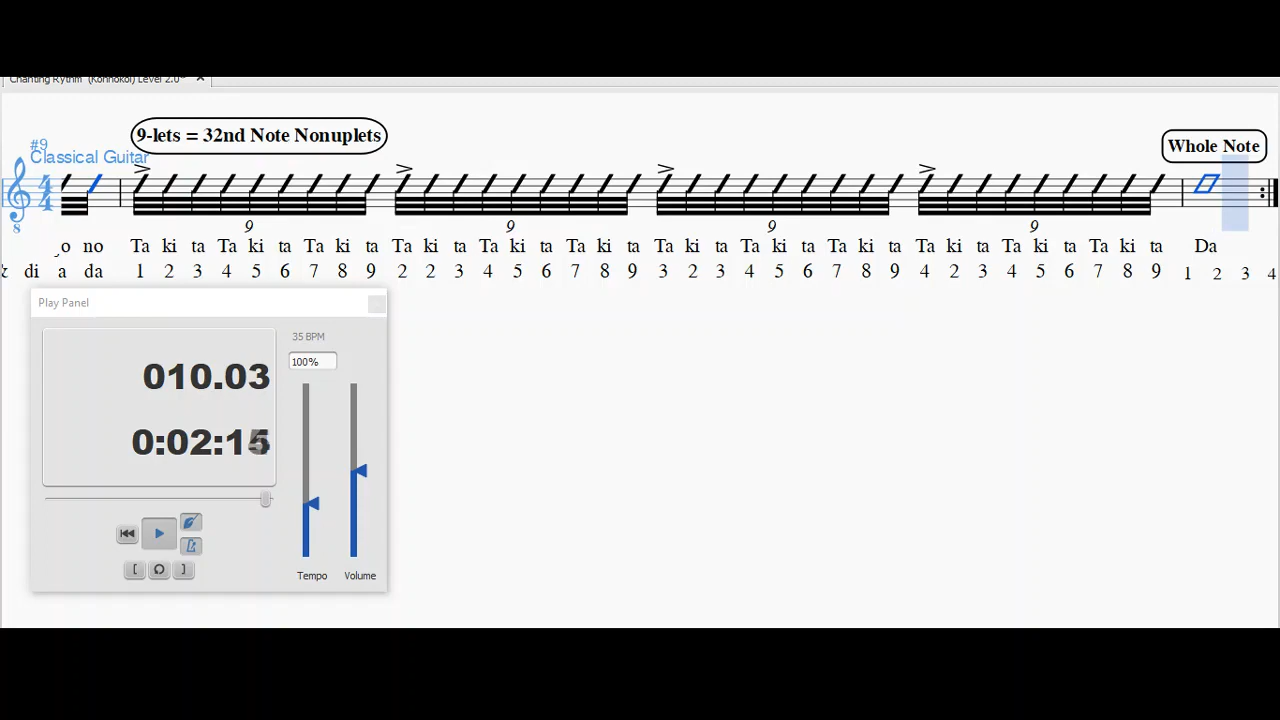 Chanting Rythm (Konnokol) Level 2.0*
9-lets = 32nd Note Nonuplets
Whole Note
#9
Classical Guitar
4
4
8
9 9 9 9
no Ta ki ta Ta ki ta Ta ki ta Ta ki ta Ta ki ta Ta ki ta Ta ki ta Ta ki ta Ta ki ta Ta ki ta Ta ki ta Ta ki ta Da
di a da 1 2 3 4 5 6 7 8 9 2 2 3 4 5 6 7 8 9 3 2 3 4 5 6 7 8 9 4 2 3 4 5 6 7 8 9 1 2 3 4
Play Panel
35 BPM
100%
010.03
0:02:15
Tempo Volume